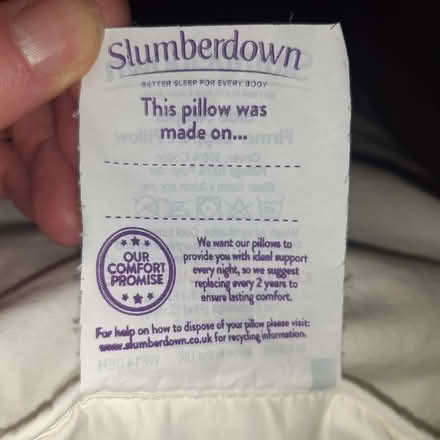 Slumberdown
BETTER SLEEP FOR EVERY BODY
This pillow was
made on...
OUR
COMFORT
PROMISE
We want our pillows to
provide you with ideal support
every night, so we suggest
replacing every 2 years to
ensure lasting comfort.
For help on how to dispose of your pillow please visit:
www.slumberdown.co.uk for recycling information.